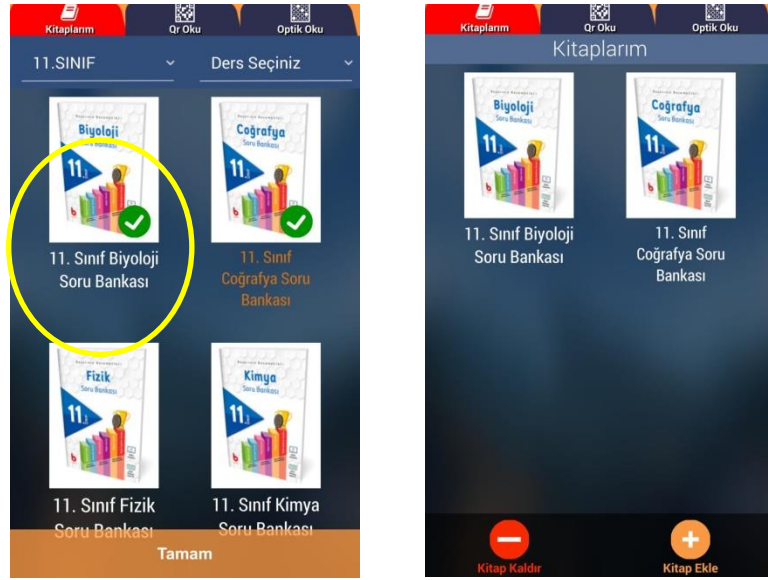 Kitaplarım
Qr Oku
Optik Oku
11.SINIF
Ders Seçiniz
Biyoloji
Soru Bankası
11.
Coğrafya
Soru Bankası
11.
11. Sınıf Biyoloji
Soru Bankası
11. Sınıf
Coğrafya Soru
Bankası
Fizik
Soru Bankası
11.
Kimya
Soru Bankası
11.
11. Sınıf Fizik
Soru Bankası
11. Sınıf Kimya
Soru Bankası
Tamam
Kitaplarım
Qr Oku
Optik Oku
Kitaplarım
Biyoloji
Soru Bankası
11.
Coğrafya
Soru Bankası
11.
11. Sınıf Biyoloji
Soru Bankası
11. Sınıf
Coğrafya Soru
Bankası
Kitap Kaldır
Kitap Ekle